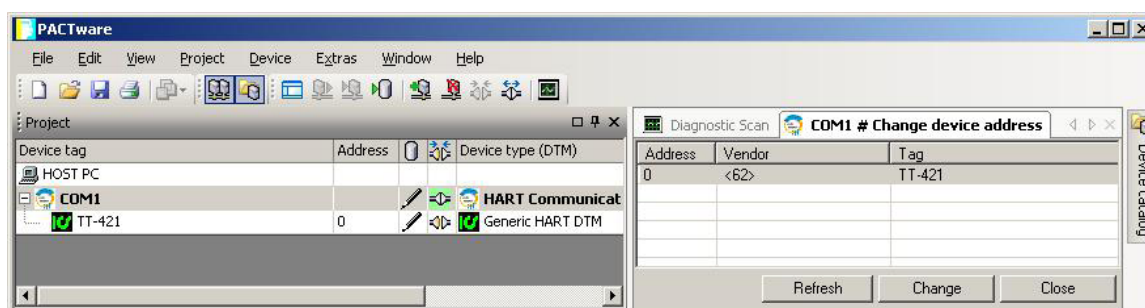 PACTware
File Edit View Project Device Extras Window Help
Project
Device tag Address Device type (DTM)
HOST PC
COM1 HART Communicat
TT-421 0 Generic HART DTM
Diagnostic Scan COM1 # Change device address
Address Vendor Tag
0 <62> TT-421
Refresh Change Close
Device catalog